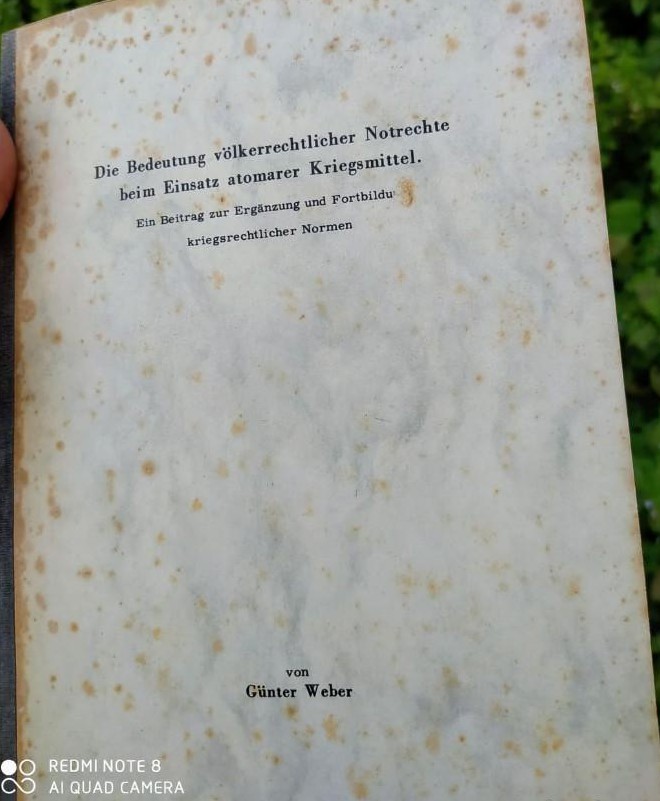 Die Bedeutung völkerrechtlicher Notrechte
beim Einsatz atomarer Kriegsmittel.
Ein Beitrag zur Ergänzung und Fortbildu
kriegsrechtlicher Normen
von
Günter Weber
REDMI NOTE 8
AI QUAD CAMERA